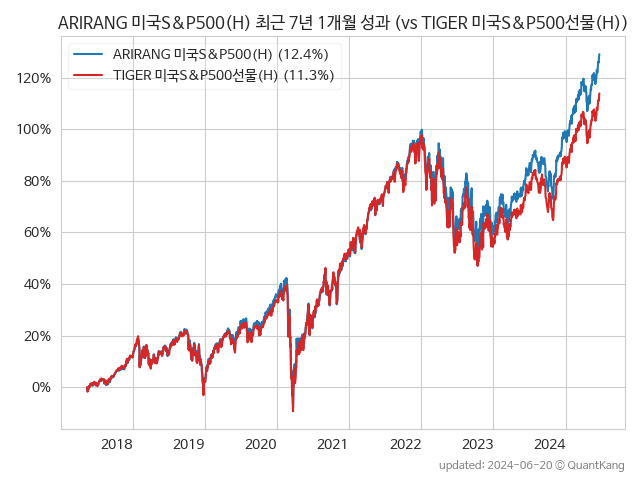 ARIRANG 미국S&P500(H) 최근 7년 1개월 성과 (vs TIGER 미국S&P500선물(H))
ARIRANG 미국S&P500(H) (12.4%)
TIGER 미국S&P500선물(H) (11.3%)
120%
100%
80%
60%
40%
20%
0%
2018 2019 2020 2021 2022 2023 2024
updated: 2024-06-20 © QuantKang